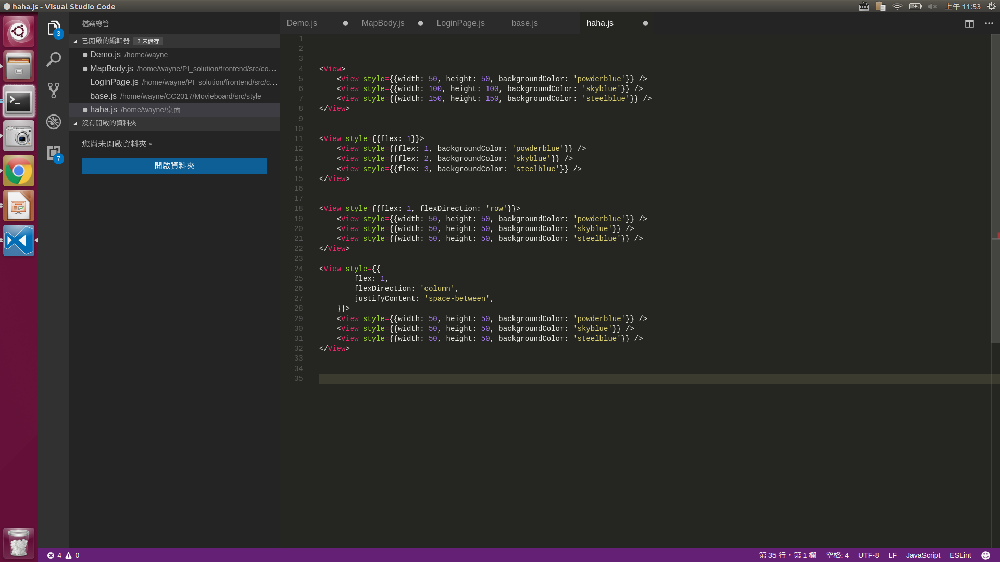 haha.js - Visual Studio Code
上午 11:53
檔案總管
已開啟的編輯器 3 未儲存
Demo.js /home/wayne
MapBody.js /home/wayne/PI_solution/frontend/src/co…
LoginPage.js /home/wayne/PI_solution/frontend/src/c…
base.js /home/wayne/CC2017/Movieboard/src/style
haha.js /home/wayne/桌面
沒有開啟的資料夾
您尚未開啟資料夾。
開啟資料夾
3
7
Demo.js
MapBody.js
LoginPage.js
base.js
haha.js
1
2
3
4 <View>
5     <View style={{width: 50, height: 50, backgroundColor: 'powderblue'}} />
6     <View style={{width: 100, height: 100, backgroundColor: 'skyblue'}} />
7     <View style={{width: 150, height: 150, backgroundColor: 'steelblue'}} />
8 </View>
9
10
11 <View style={{flex: 1}}>
12     <View style={{flex: 1, backgroundColor: 'powderblue'}} />
13     <View style={{flex: 2, backgroundColor: 'skyblue'}} />
14     <View style={{flex: 3, backgroundColor: 'steelblue'}} />
15 </View>
16
17
18 <View style={{flex: 1, flexDirection: 'row'}}>
19     <View style={{width: 50, height: 50, backgroundColor: 'powderblue'}} />
20     <View style={{width: 50, height: 50, backgroundColor: 'skyblue'}} />
21     <View style={{width: 50, height: 50, backgroundColor: 'steelblue'}} />
22 </View>
23
24 <View style={{
25         flex: 1,
26         flexDirection: 'column',
27         justifyContent: 'space-between',
28     }}>
29     <View style={{width: 50, height: 50, backgroundColor: 'powderblue'}} />
30     <View style={{width: 50, height: 50, backgroundColor: 'skyblue'}} />
31     <View style={{width: 50, height: 50, backgroundColor: 'steelblue'}} />
32 </View>
33
34
35
4 0
第 35 行，第 1 欄 空格: 4 UTF-8 LF JavaScript ESLint